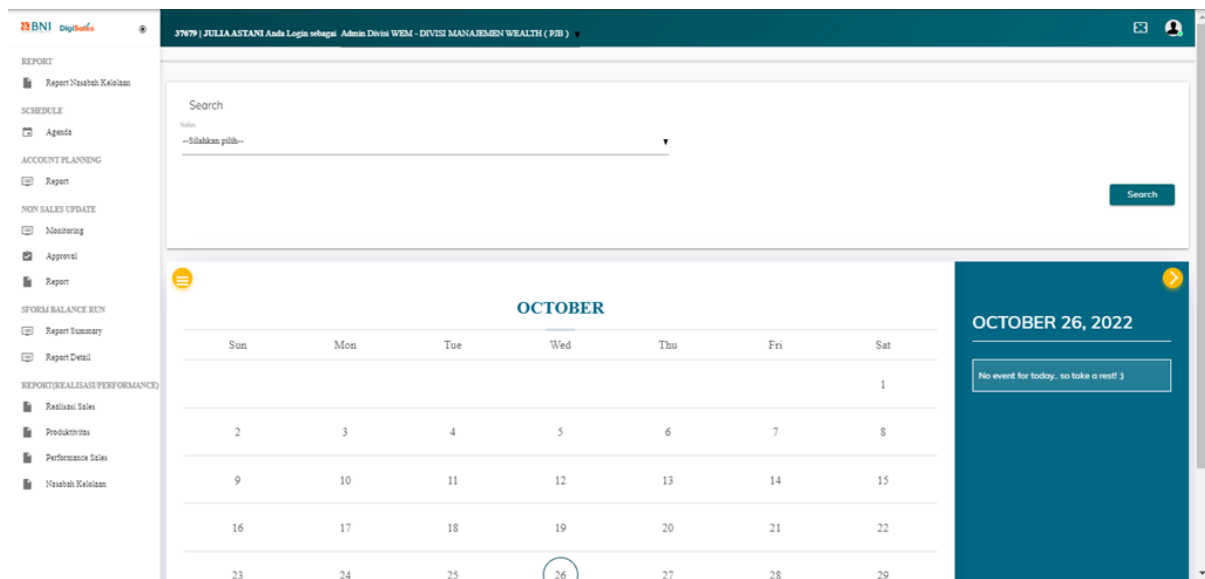 BNI DigiSales
37679 | JULIA ASTANI Anda Login sebagai Admin Divisi WEM - DIVISI MANAJEMEN WEALTH ( PJB )
REPORT
Report Nasabah Kelolaan
SCHEDULE
Agenda
ACCOUNT PLANNING
Report
NON SALES UPDATE
Monitoring
Approval
Report
SFORM BALANCE RUN
Report Summary
Report Detail
REPORT(REALISASI/PERFORMANCE)
Realisasi Sales
Produktivitas
Performance Sales
Nasabah Kelolaan
Search
Sales
--Silahkan pilih--
Search
OCTOBER
Sun Mon Tue Wed Thu Fri Sat
1
2 3 4 5 6 7 8
9 10 11 12 13 14 15
16 17 18 19 20 21 22
23 24 25 26 27 28 29
OCTOBER 26, 2022
No event for today.. so take a rest! :)